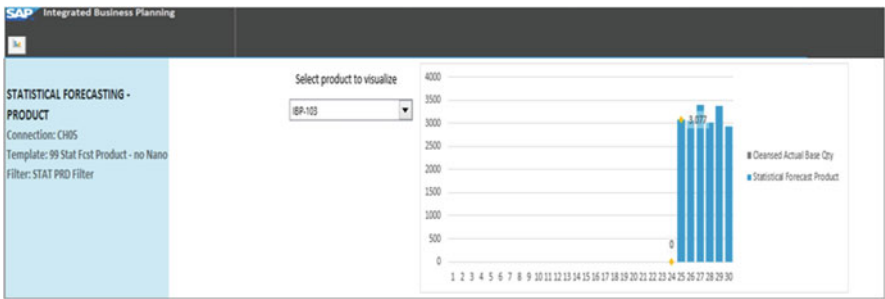 SAP Integrated Business Planning
STATISTICAL FORECASTING -
PRODUCT
Connection: CH05
Template: 99 Stat Fcst Product - no Nano
Filter: STAT PRD Filter
Select product to visualize
IBP-103
4000
3500
3000
2500
2000
1500
1000
500
0
3,077
0
1 2 3 4 5 6 7 8 9 10 11 12 13 14 15 16 17 18 19 20 21 22 23 24 25 26 27 28 29 30
Cleansed Actual Base Qty
Statistical Forecast Product